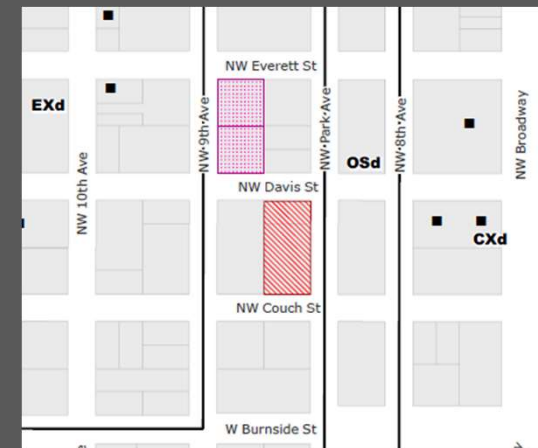 NW Everett St
EXd
NW 10th Ave
NW•9th•Ave
NW•Park•Ave
NW•8th•Ave
NW Broadway
OSd
NW Davis St
CXd
NW Couch St
W Burnside St